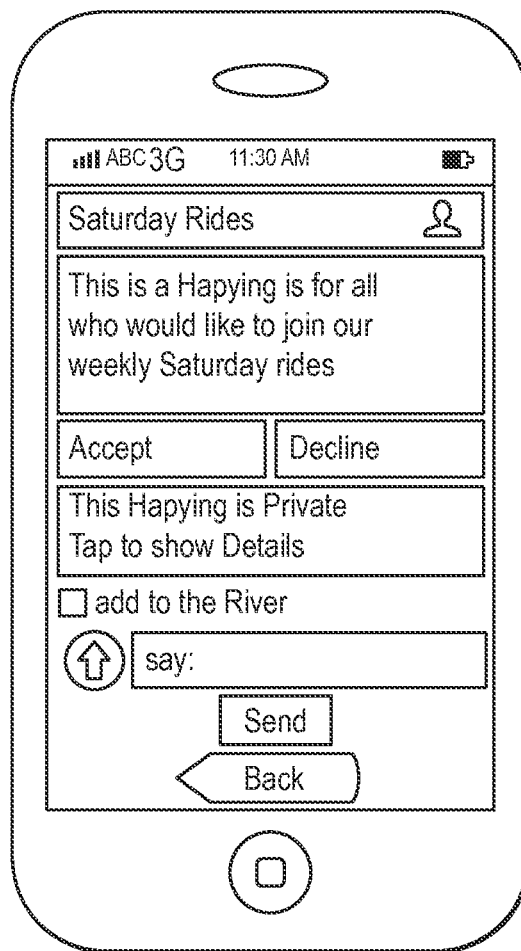 ABC 3G 11:30 AM
Saturday Rides
This is a Hapying is for all
who would like to join our
weekly Saturday rides
Accept Decline
This Hapying is Private
Tap to show Details
add to the River
say:
Send
Back